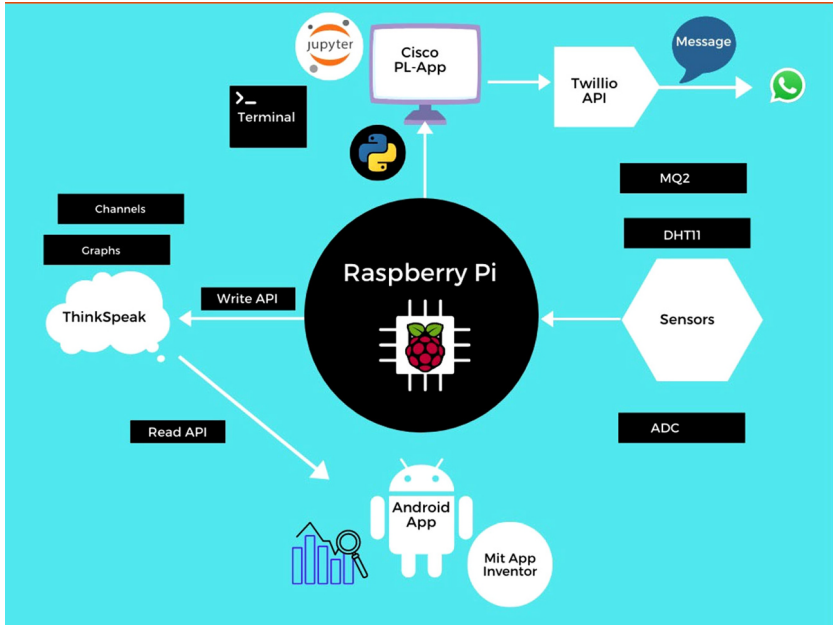 jupyter
Cisco
PL-App
Message
Twillio
API
>_
Terminal
MQ2
Channels
DHT11
Graphs
Raspberry Pi
Write API
ThinkSpeak
Sensors
Read API
ADC
Android
App
Mit App
Inventor